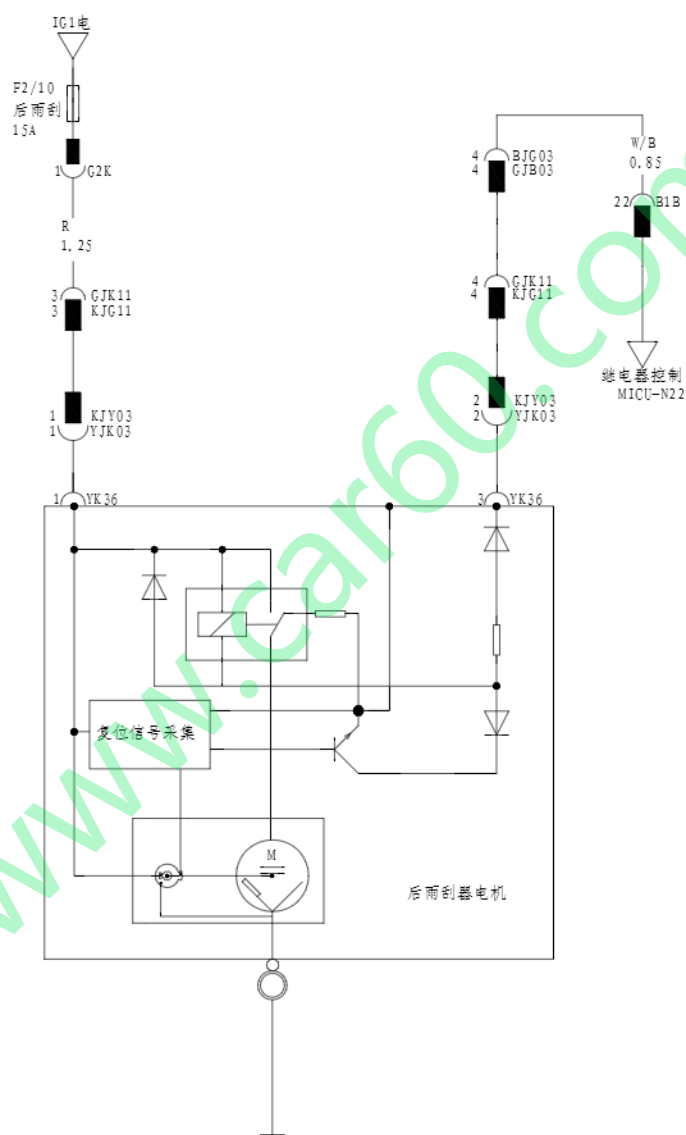 IG1电
F2/10
后雨刮
15A
1 G2K
R
1.25
3 GJK11
3 KJG11
1 KJY03
1 YJK03
1 YK36
4 BJG03
4 GJB03
W/B
0.85
22 B1B
4 GJK11
4 KJG11
继电器控制
MICU-N22
2 KJY03
2 YJK03
3 YK36
复位信号采集
M
后雨刮器电机
www.car60.com